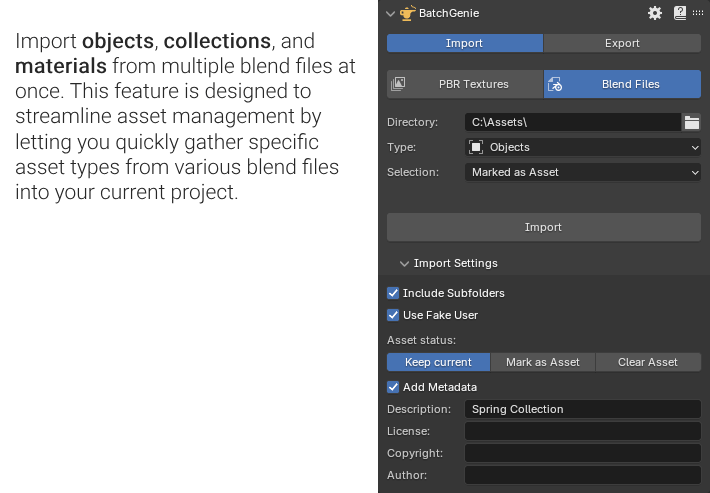 Import objects, collections, and
materials from multiple blend files at
once. This feature is designed to
streamline asset management by
letting you quickly gather specific
asset types from various blend files
into your current project.
BatchGenie
Import Export
PBR Textures Blend Files
Directory: C:\Assets\
Type: Objects
Selection: Marked as Asset
Import
Import Settings
Include Subfolders
Use Fake User
Asset status:
Keep current Mark as Asset Clear Asset
Add Metadata
Description: Spring Collection
License:
Copyright:
Author: